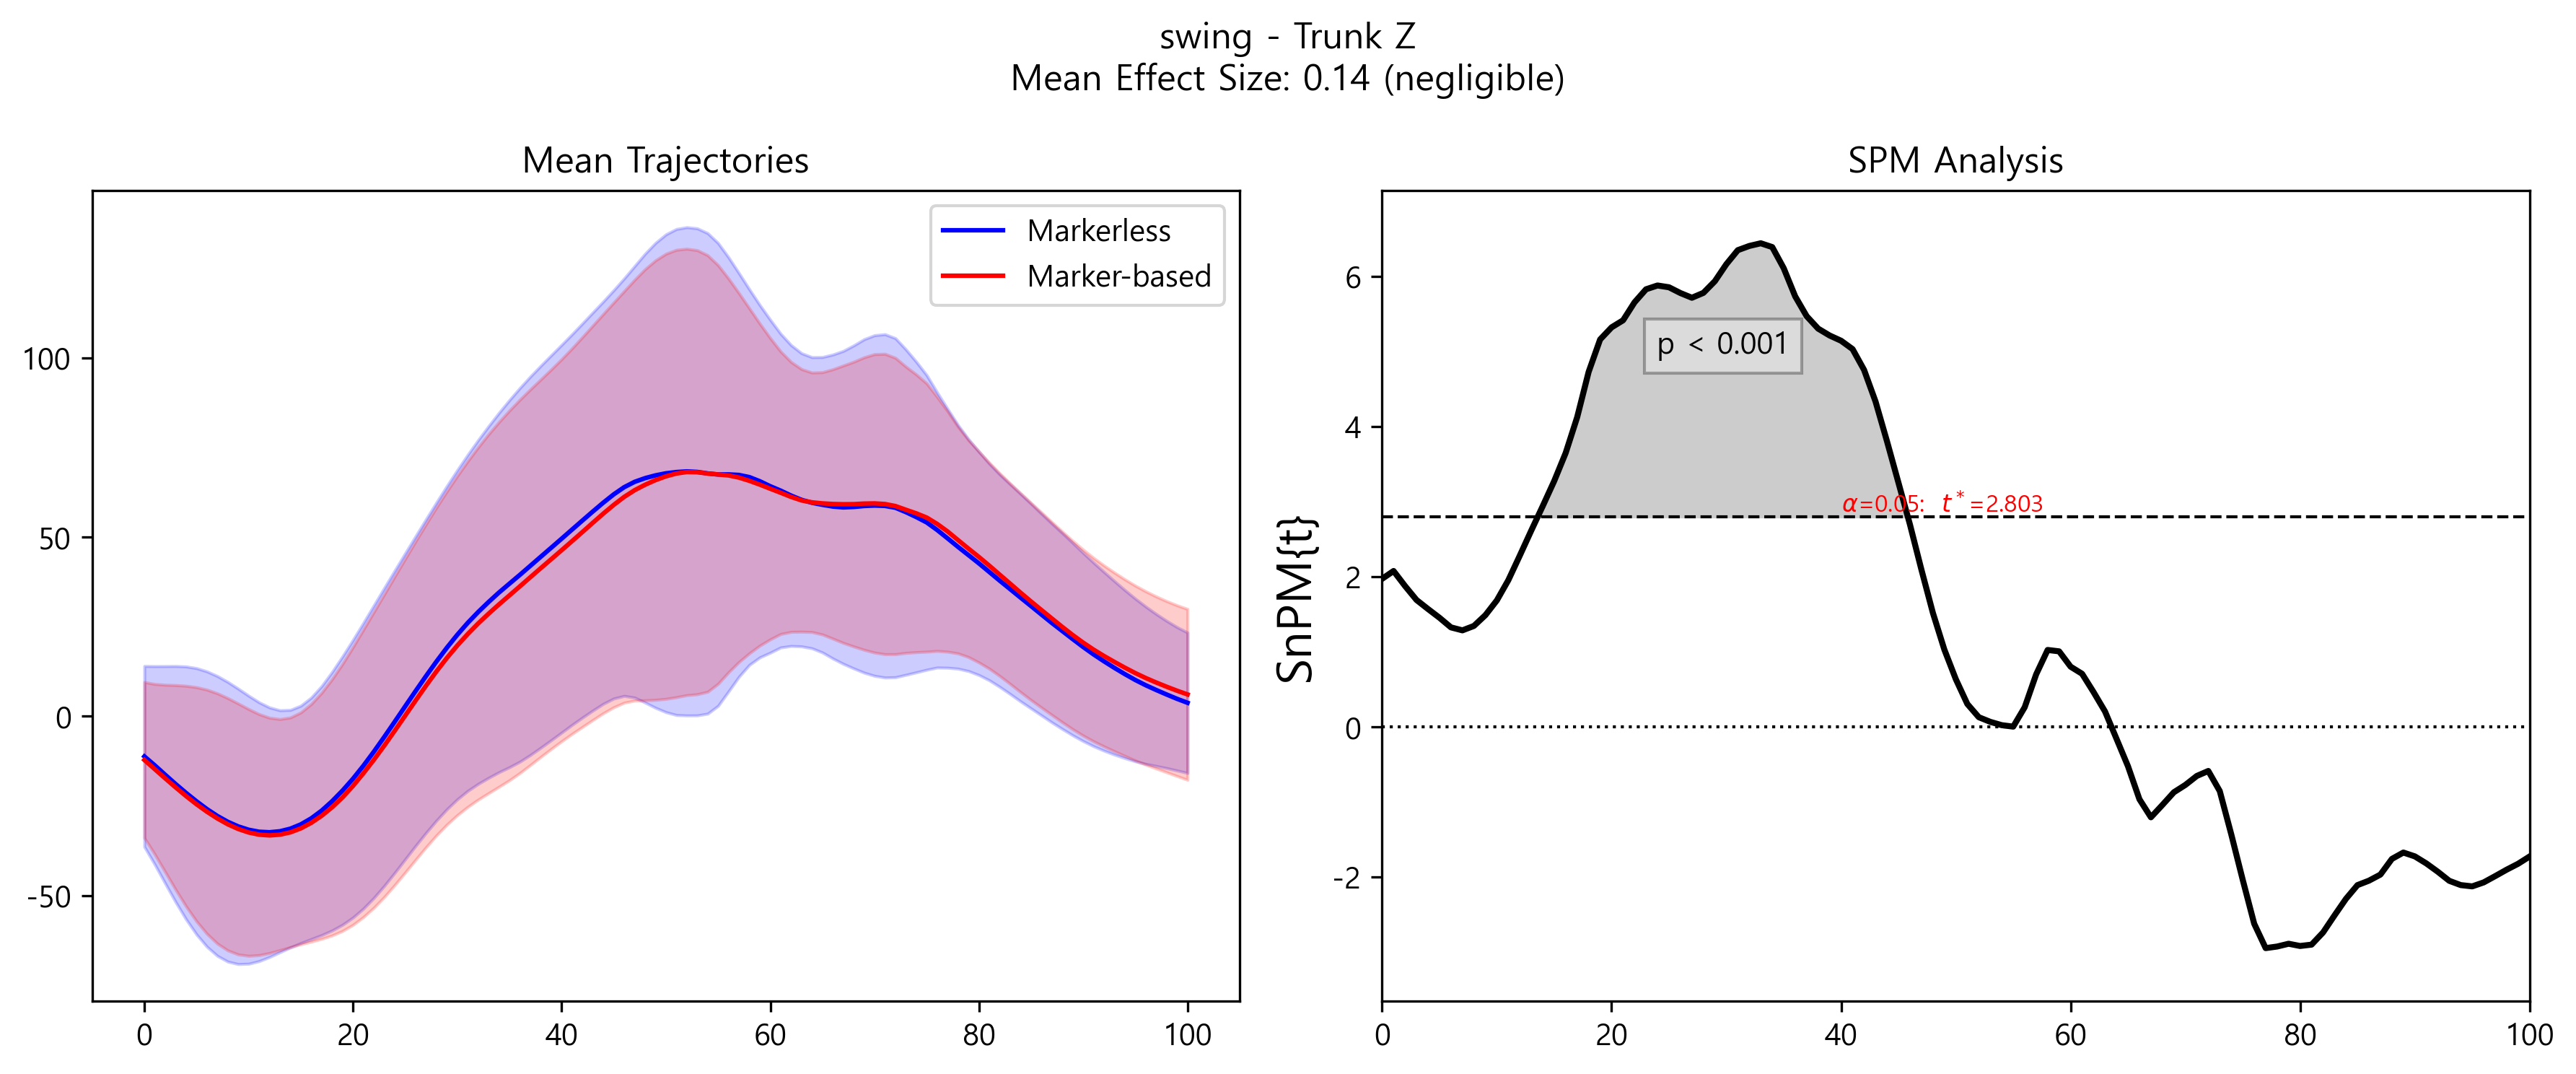 swing - Trunk Z
Mean Effect Size: 0.14 (negligible)
Mean Trajectories
Markerless
Marker-based
100
50
0
-50
0 20 40 60 80 100
SPM Analysis
SnPM{t}
6
4
2
0
-2
p < 0.001
α=0.05: t*=2.803
0 20 40 60 80 100